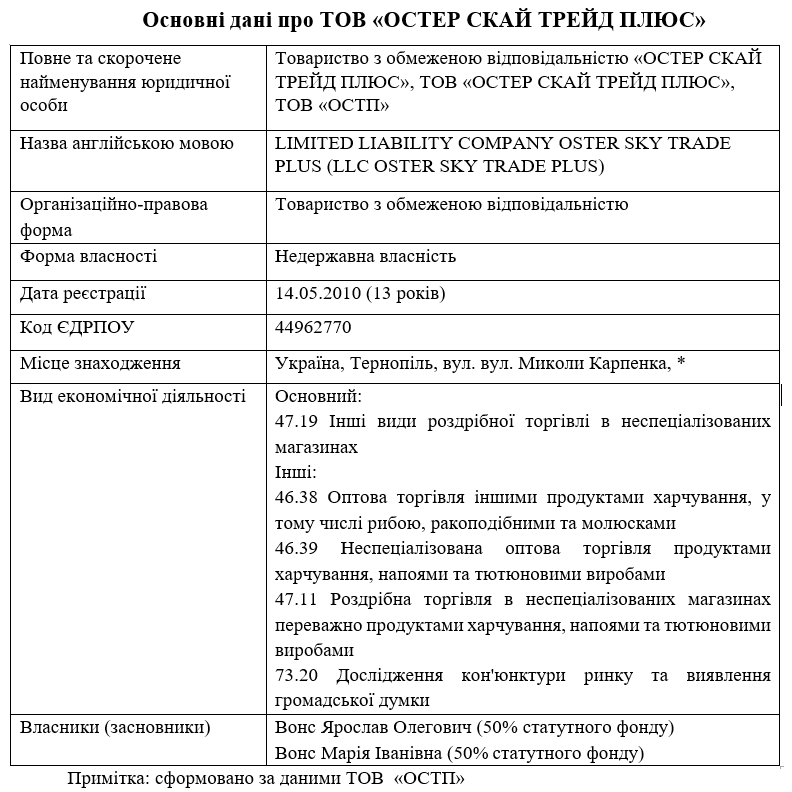 Основні дані про ТОВ «ОСТЕР СКАЙ ТРЕЙД ПЛЮС»
Повне та скорочене
найменування юридичної
особи
Товариство з обмеженою відповідальністю «ОСТЕР СКАЙ
ТРЕЙД ПЛЮС», ТОВ «ОСТЕР СКАЙ ТРЕЙД ПЛЮС»,
ТОВ «ОСТП»
Назва англійською мовою
LIMITED LIABILITY COMPANY OSTER SKY TRADE
PLUS (LLC OSTER SKY TRADE PLUS)
Організаційно-правова
форма
Товариство з обмеженою відповідальністю
Форма власності
Недержавна власність
Дата реєстрації
14.05.2010 (13 років)
Код ЄДРПОУ
44962770
Місце знаходження
Україна, Тернопіль, вул. вул. Миколи Карпенка, *
Вид економічної діяльності
Основний:
47.19 Інші види роздрібної торгівлі в неспеціалізованих
магазинах
Інші:
46.38 Оптова торгівля іншими продуктами харчування, у
тому числі рибою, ракоподібними та молюсками
46.39 Неспеціалізована оптова торгівля продуктами
харчування, напоями та тютюновими виробами
47.11 Роздрібна торгівля в неспеціалізованих магазинах
переважно продуктами харчування, напоями та тютюновими
виробами
73.20 Дослідження кон'юнктури ринку та виявлення
громадської думки
Власники (засновники)
Вонс Ярослав Олегович (50% статутного фонду)
Вонс Марія Іванівна (50% статутного фонду)
Примітка: сформовано за даними ТОВ «ОСТП»